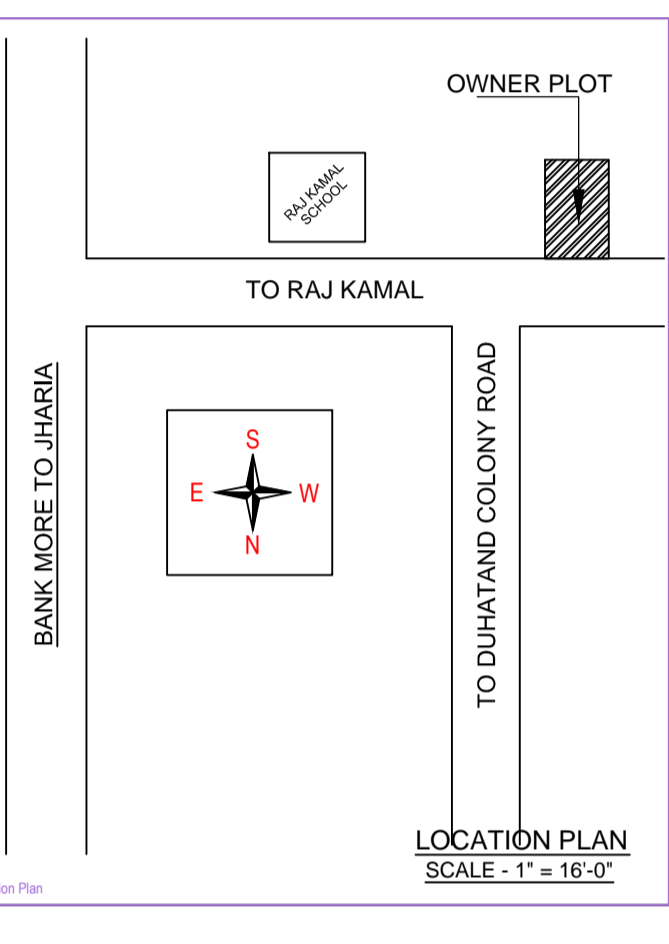 OWNER PLOT
RAJ KAMAL
SCHOOL
TO RAJ KAMAL
BANK MORE TO JHARIA
S
E
W
N
TO DUHATAND COLONY ROAD
LOCATION PLAN
SCALE - 1" = 16'-0"
ion Plan